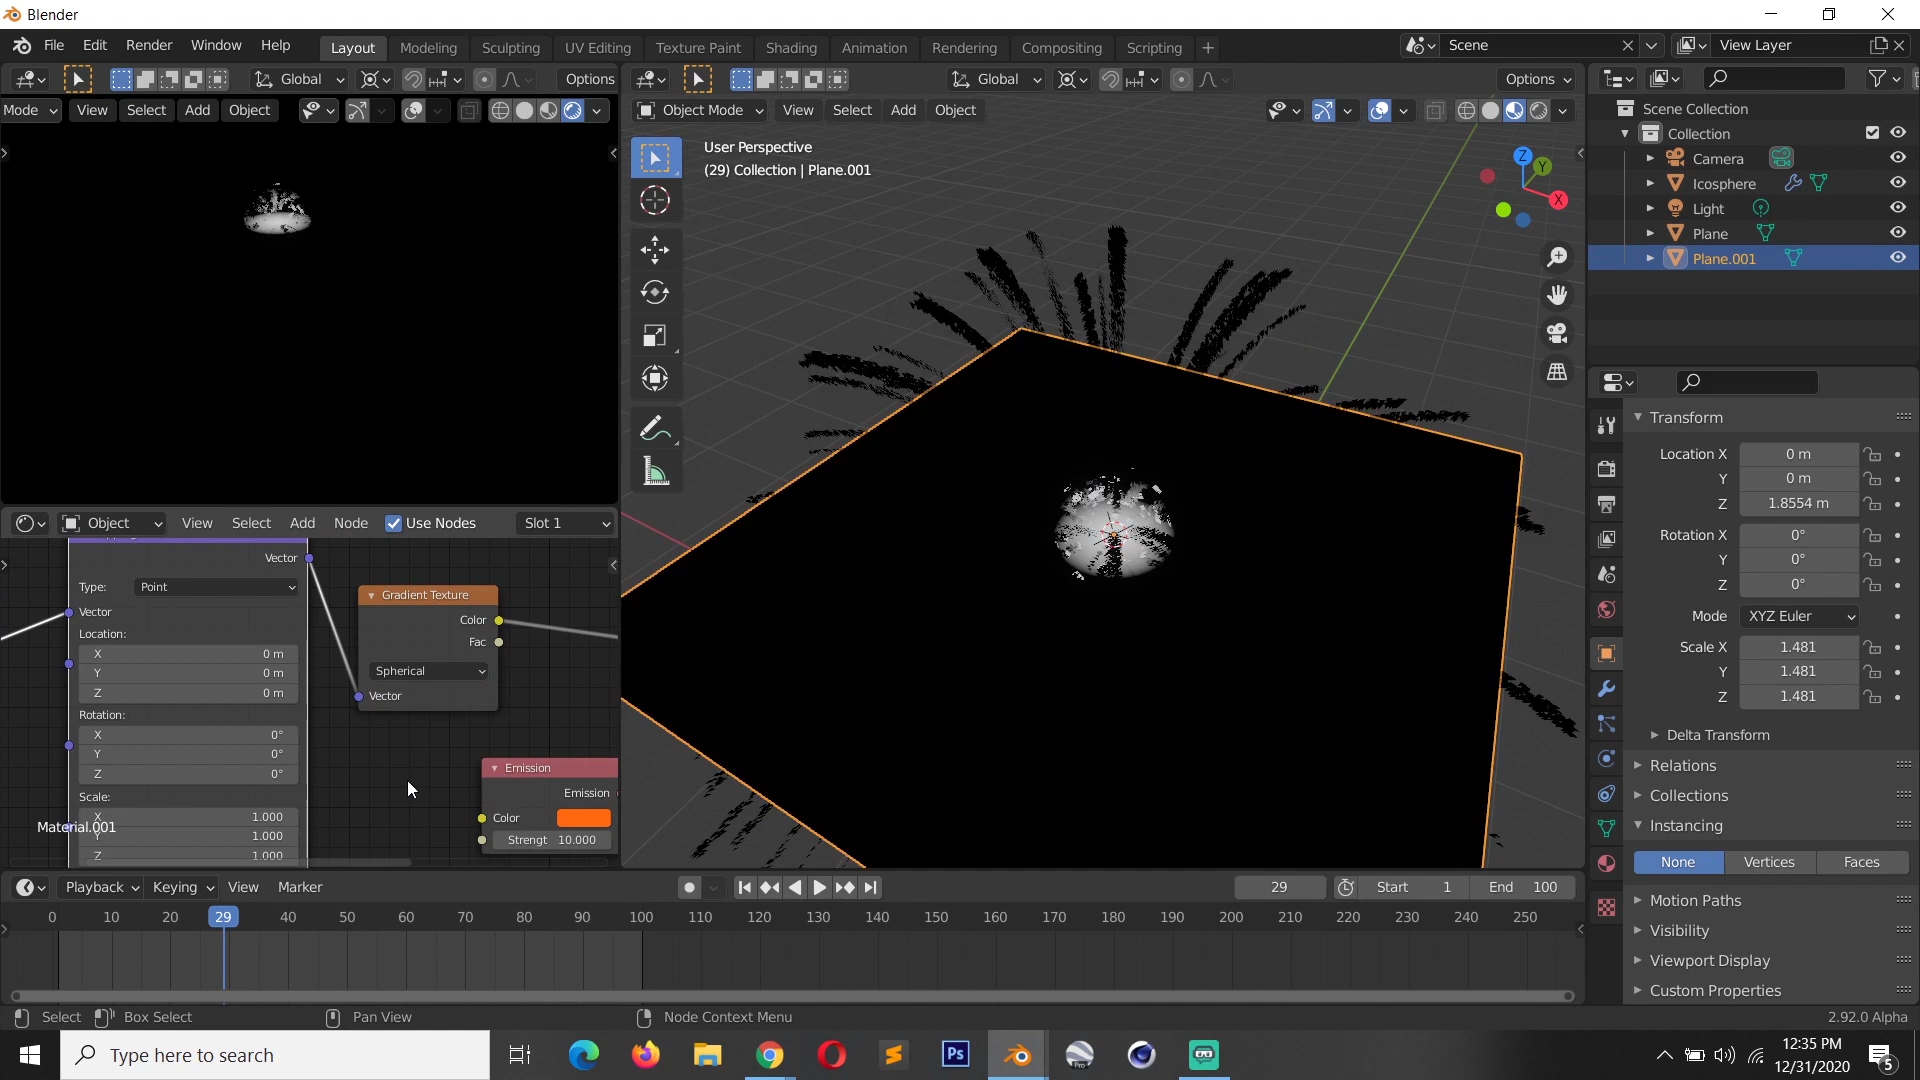 Blender
File Edit Render Window Help
Layout Modeling Sculpting UV Editing Texture Paint Shading Animation Rendering Compositing Scripting
Scene
View Layer
Global
Options
Global
Options
Mode View Select Add Object
Object Mode View Select Add Object
User Perspective
(29) Collection | Plane.001
Z
Y
X
Scene Collection
Collection
Camera
Icosphere
Light
Plane
Plane.001
Transform
Location X 0 m
Y 0 m
Z 1.8554 m
Rotation X 0°
Y 0°
Z 0°
Mode XYZ Euler
Scale X 1.481
Y 1.481
Z 1.481
Delta Transform
Relations
Collections
Instancing
None Vertices Faces
Motion Paths
Visibility
Viewport Display
Custom Properties
Object View Select Add Node Use Nodes Slot 1
Vector
Type: Point
Vector
Location:
X 0 m
Y 0 m
Z 0 m
Rotation:
X 0°
Y 0°
Z 0°
Scale:
X 1.000
Y 1.000
Z 1.000
Material.001
Gradient Texture
Color
Fac
Spherical
Vector
Emission
Emission
Color
Strengt 10.000
Playback Keying View Marker
29
Start 1
End 100
0 10 20 29 40 50 60 70 80 90 100 110 120 130 140 150 160 170 180 190 200 210 220 230 240 250
Select Box Select Pan View Node Context Menu 2.92.0 Alpha
Type here to search
Ps
Pro
12:35 PM
12/31/2020
5